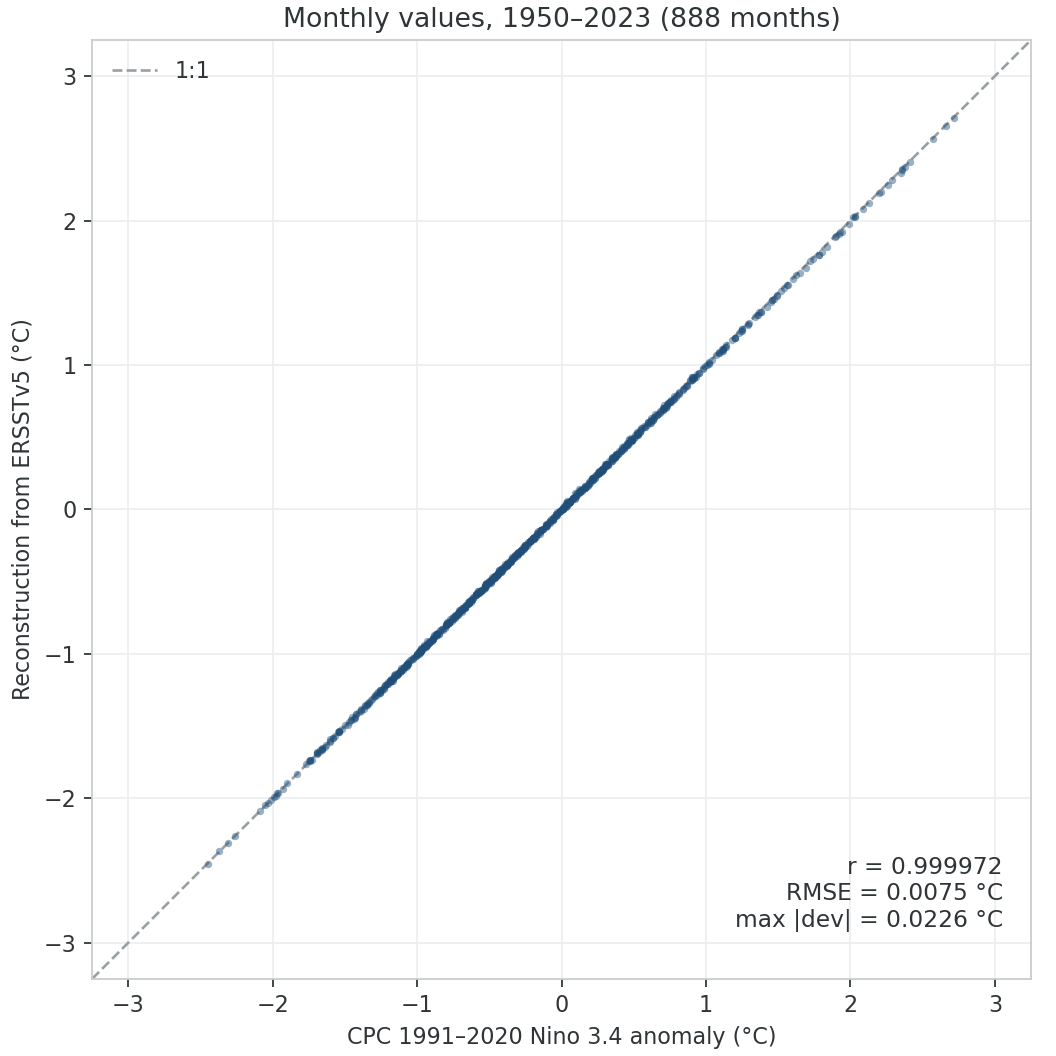 Monthly values, 1950–2023 (888 months)
1:1
Reconstruction from ERSSTv5 (°C)
3
2
1
0
−1
−2
−3
r = 0.999972
RMSE = 0.0075 °C
max |dev| = 0.0226 °C
−3 −2 −1 0 1 2 3
CPC 1991–2020 Nino 3.4 anomaly (°C)